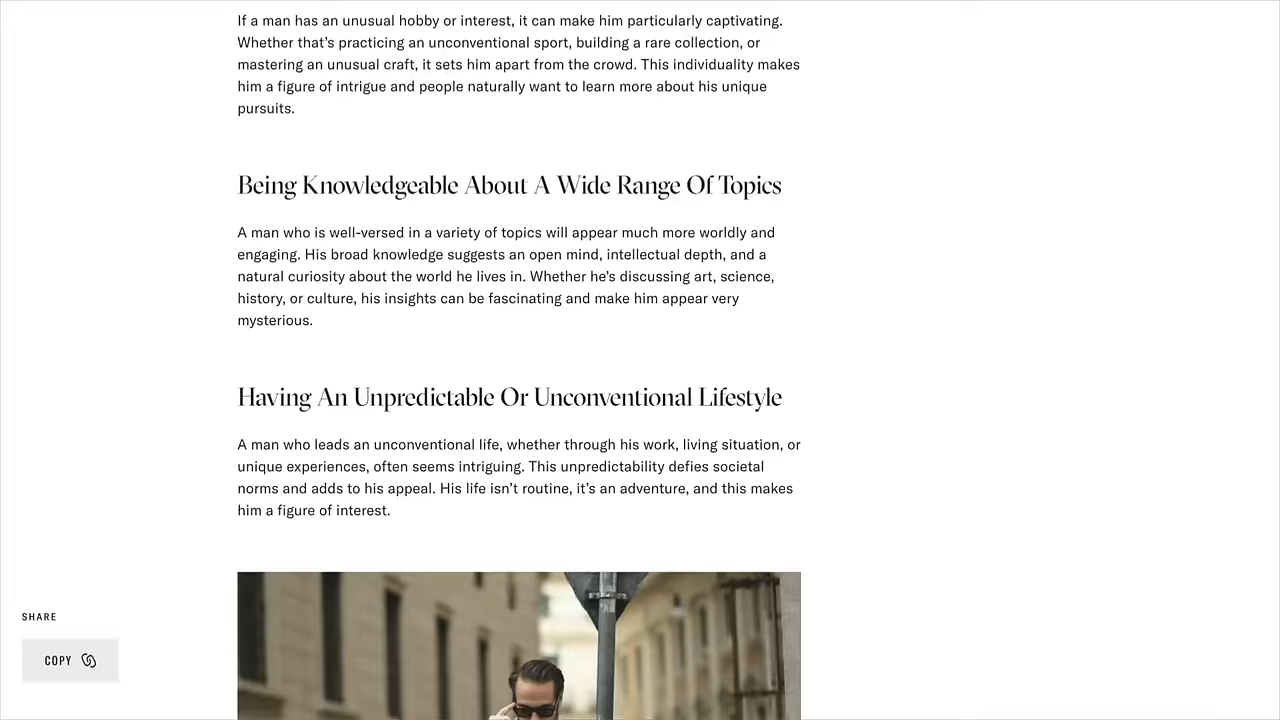 If a man has an unusual hobby or interest, it can make him particularly captivating.
Whether that’s practicing an unconventional sport, building a rare collection, or
mastering an unusual craft, it sets him apart from the crowd. This individuality makes
him a figure of intrigue and people naturally want to learn more about his unique
pursuits.
Being Knowledgeable About A Wide Range Of Topics
A man who is well-versed in a variety of topics will appear much more worldly and
engaging. His broad knowledge suggests an open mind, intellectual depth, and a
natural curiosity about the world he lives in. Whether he’s discussing art, science,
history, or culture, his insights can be fascinating and make him appear very
mysterious.
Having An Unpredictable Or Unconventional Lifestyle
A man who leads an unconventional life, whether through his work, living situation, or
unique experiences, often seems intriguing. This unpredictability defies societal
norms and adds to his appeal. His life isn’t routine, it’s an adventure, and this makes
him a figure of interest.
SHARE
COPY